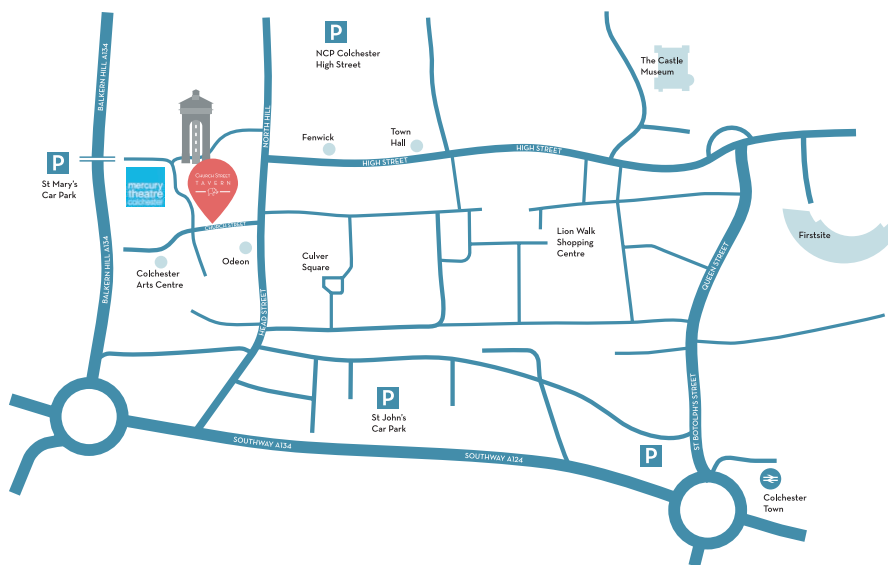 P
NCP Colchester
High Street
The Castle
Museum
BALKERN HILL A134
NORTH HILL
Fenwick
Town
Hall
HIGH STREET
HIGH STREET
P
St Mary's
Car Park
mercury
theatre
colchester
CHURCH STREET
TAVERN
CHURCH STREET
Odeon
Colchester
Arts Centre
BALKERN HILL A134
Culver
Square
Lion Walk
Shopping
Centre
Firstsite
QUEEN STREET
HEAD STREET
P
St John's
Car Park
ST BOTOLPH'S STREET
SOUTHWAY A134
SOUTHWAY A124
P
Colchester
Town